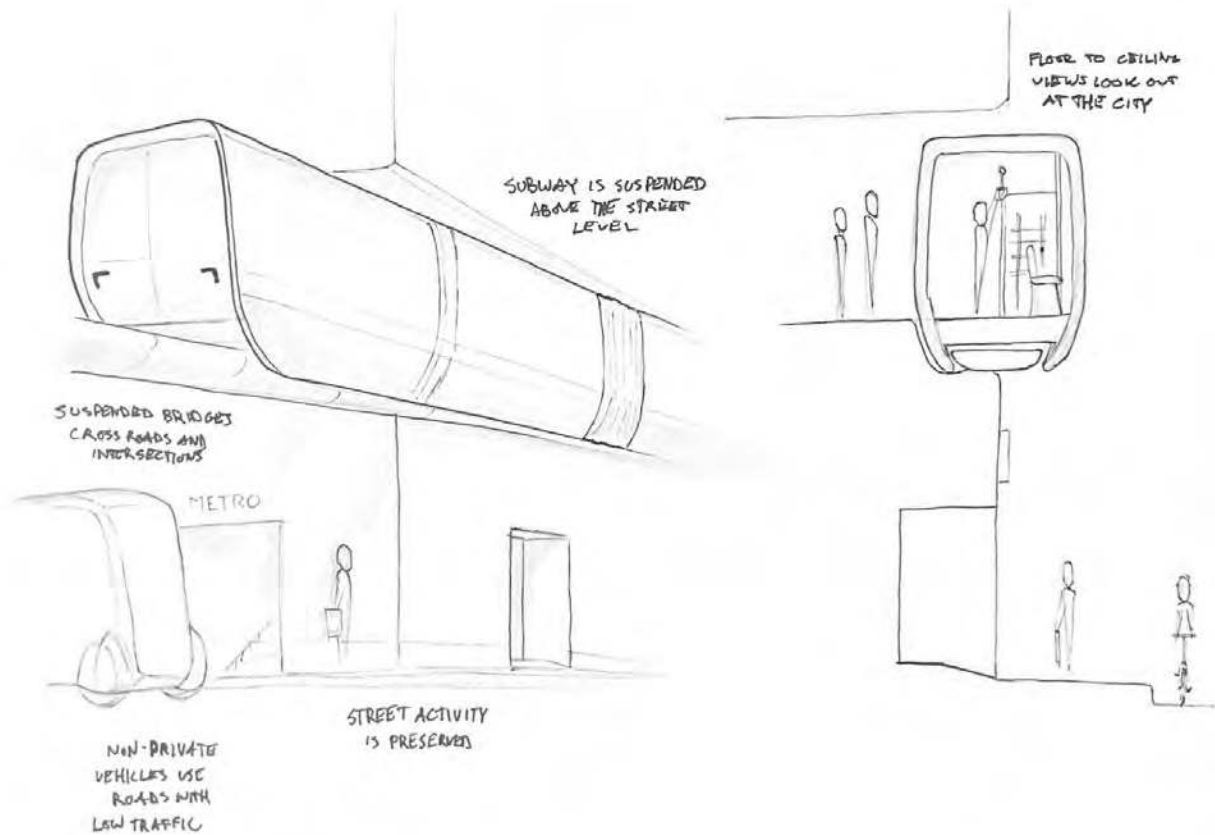 FLOOR TO CEILING
VIEWS LOOK OUT
AT THE CITY
SUBWAY IS SUSPENDED
ABOVE THE STREET
LEVEL
SUSPENDED BRIDGES
CROSS ROADS AND
INTERSECTIONS
METRO
STREET ACTIVITY
IS PRESERVED
NON-PRIVATE
VEHICLES USE
ROADS WITH
LOW TRAFFIC